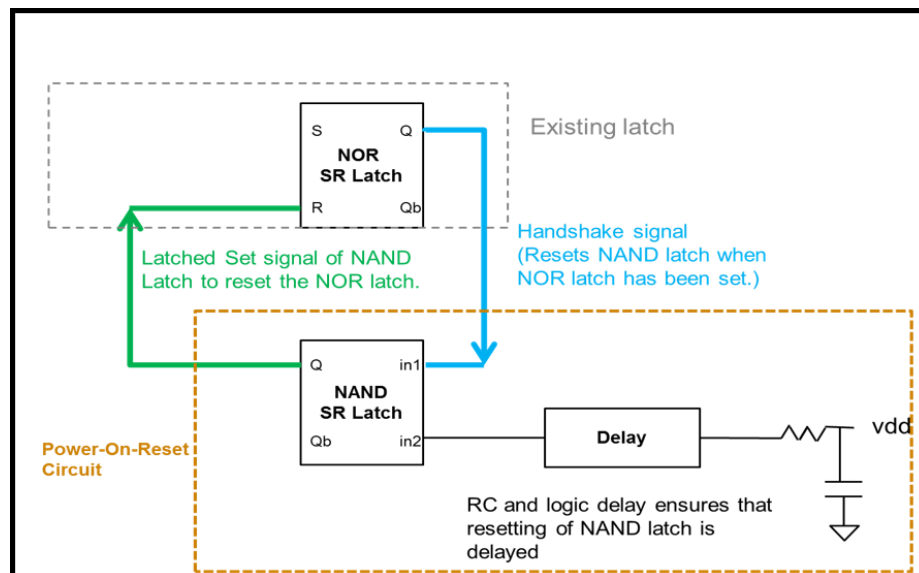 S
Q
NOR
SR Latch
R
Qb
Existing latch
Latched Set signal of NAND
Latch to reset the NOR latch.
Handshake signal
(Resets NAND latch when
NOR latch has been set.)
Q
in1
NAND
SR Latch
Qb
in2
Delay
vdd
Power-On-Reset
Circuit
RC and logic delay ensures that
resetting of NAND latch is
delayed